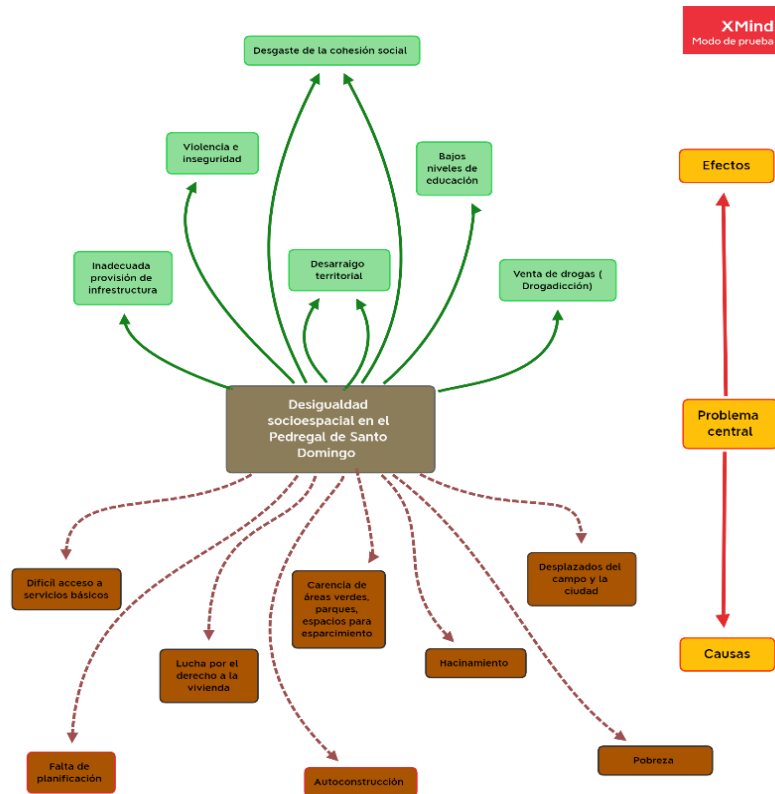 XMind
Modo de prueba
Desgaste de la cohesión social
Violencia e
inseguridad
Bajos
niveles de
educación
Efectos
Inadecuada
provisión de
infrestructura
Desarraigo
territorial
Venta de drogas (
Drogadicción)
Desigualdad
socioespacial en el
Pedregal de Santo
Domingo
Problema
central
Dificíl acceso a
servicios básicos
Carencia de
áreas verdes,
parques,
espacios para
esparcimiento
Desplazados del
campo y la
ciudad
Lucha por el
derecho a la
vivienda
Hacinamiento
Causas
Falta de
planificación
Autoconstrucción
Pobreza